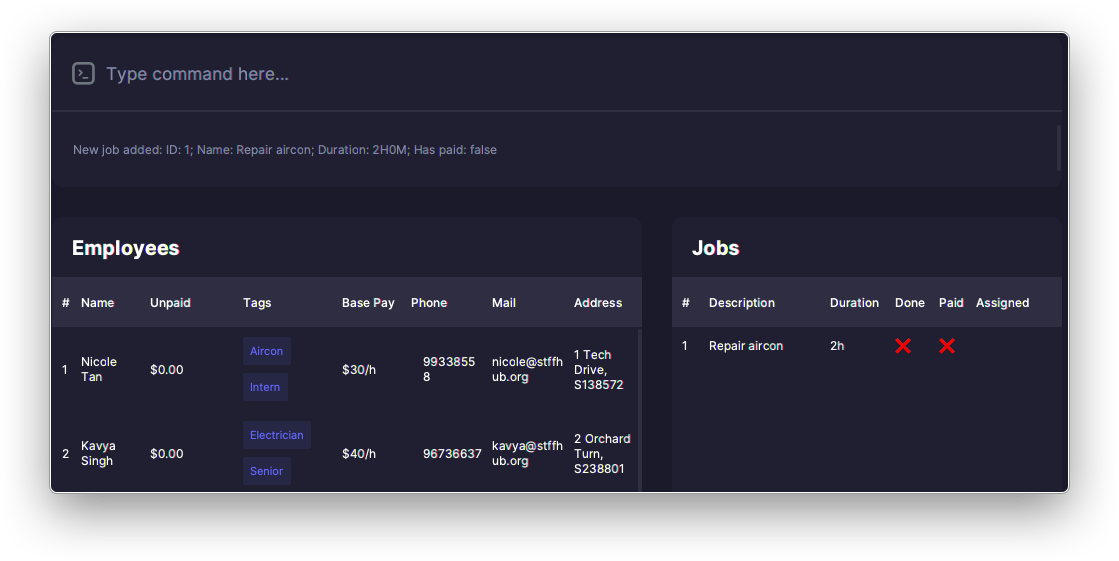 Type command here...
New job added: ID: 1; Name: Repair aircon; Duration: 2H0M; Has paid: false
Employees
# Name Unpaid Tags Base Pay Phone Mail Address
1 Nicole Tan $0.00 Aircon Intern $30/h 99338558 nicole@stffhub.org 1 Tech Drive, S138572
2 Kavya Singh $0.00 Electrician Senior $40/h 96736637 kavya@stffhub.org 2 Orchard Turn, S238801
Jobs
# Description Duration Done Paid Assigned
1 Repair aircon 2h ❌ ❌